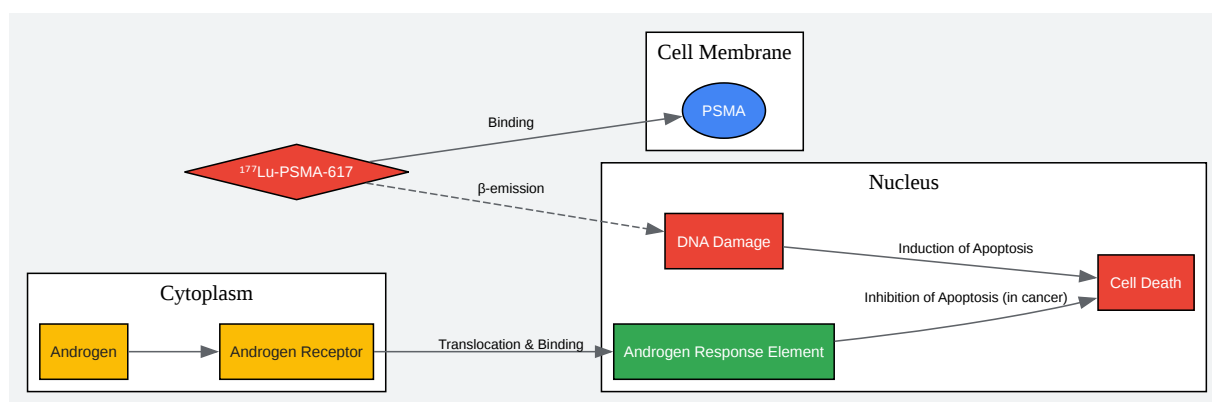 Cell Membrane
PSMA
Binding
¹⁷⁷Lu-PSMA-617
β-emission
Nucleus
DNA Damage
Induction of Apoptosis
Cell Death
Inhibition of Apoptosis (in cancer)
Cytoplasm
Androgen
Androgen Receptor
Translocation & Binding
Androgen Response Element